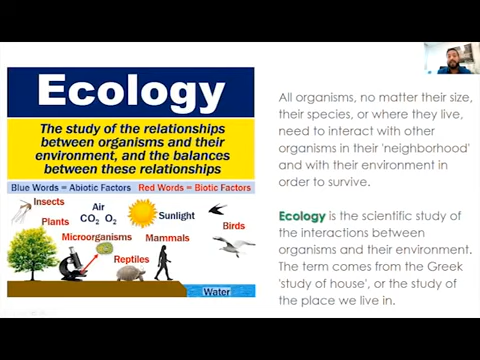 Ecology
The study of the relationships
between organisms and their
environment, and the balances
between these relationships
Blue Words = Abiotic Factors Red Words = Biotic Factors
Insects
Air
CO2 O2
Sunlight
Plants
Birds
Microorganisms
Mammals
Reptiles
Water
All organisms, no matter their size,
their species, or where they live,
need to interact with other
organisms in their 'neighborhood'
and with their environment in
order to survive.
Ecology is the scientific study of
the interactions between
organisms and their environment.
The term comes from the Greek
'study of house', or the study of
the place we live in.